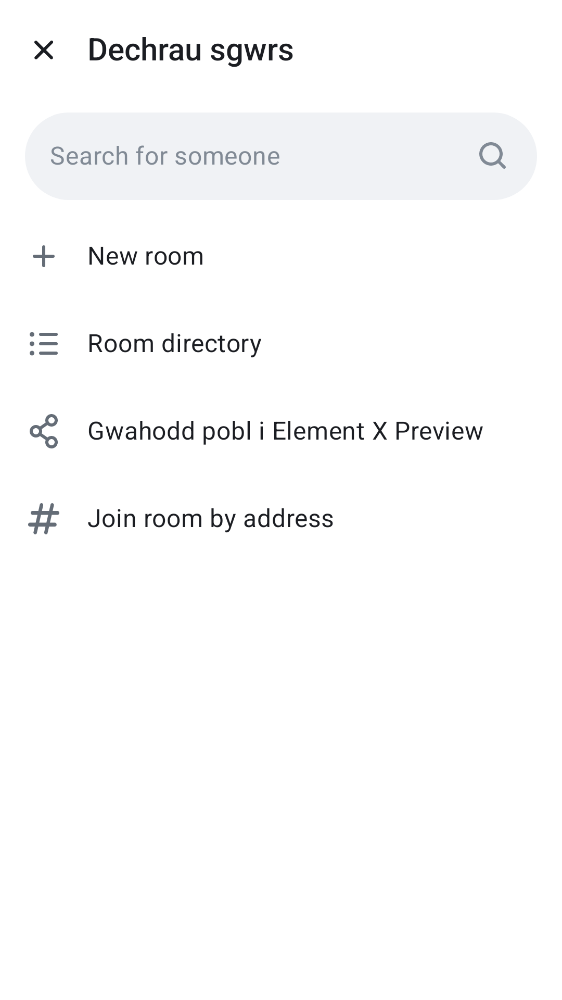 Dechrau sgwrs
Search for someone
New room
Room directory
Gwahodd pobl i Element X Preview
Join room by address